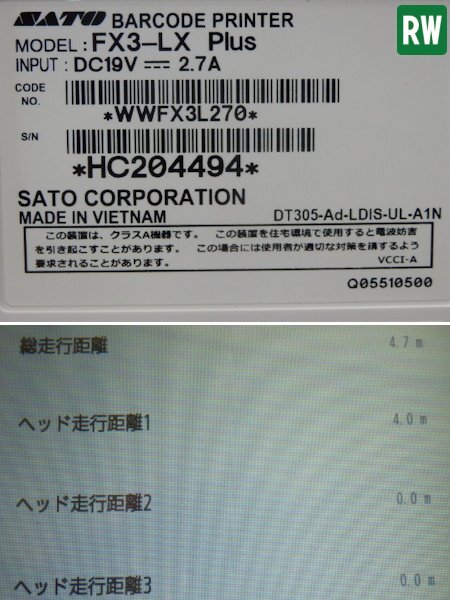 SATO BARCODE PRINTER
RW
MODEL: FX3-LX Plus
INPUT: DC19V ⎓ 2.7A
CODE NO.
*WWFX3L270*
S/N
*HC204494*
SATO CORPORATION
MADE IN VIETNAM
DT305-Ad-LDIS-UL-A1N
この装置は、クラスA機器です。 この装置を住宅環境で使用すると電波妨害
を引き起こすことがあります。 この場合には使用者が適切な対策を講ずるよう
要求されることがあります。
VCCI-A
Q05510500
総走行距離 4.7 m
ヘッド走行距離1 4.0 m
ヘッド走行距離2 0.0 m
ヘッド走行距離3 0.0 m